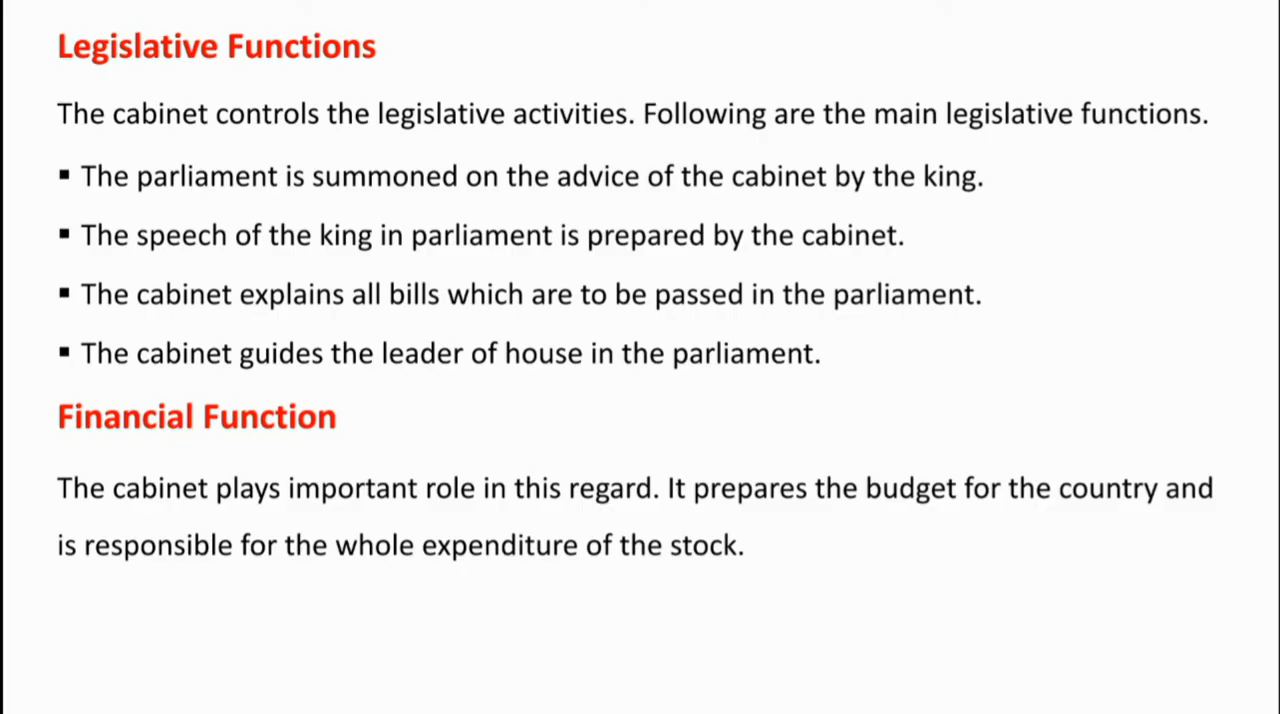 Legislative Functions
The cabinet controls the legislative activities. Following are the main legislative functions.
▪ The parliament is summoned on the advice of the cabinet by the king.
▪ The speech of the king in parliament is prepared by the cabinet.
▪ The cabinet explains all bills which are to be passed in the parliament.
▪ The cabinet guides the leader of house in the parliament.
Financial Function
The cabinet plays important role in this regard. It prepares the budget for the country and
is responsible for the whole expenditure of the stock.